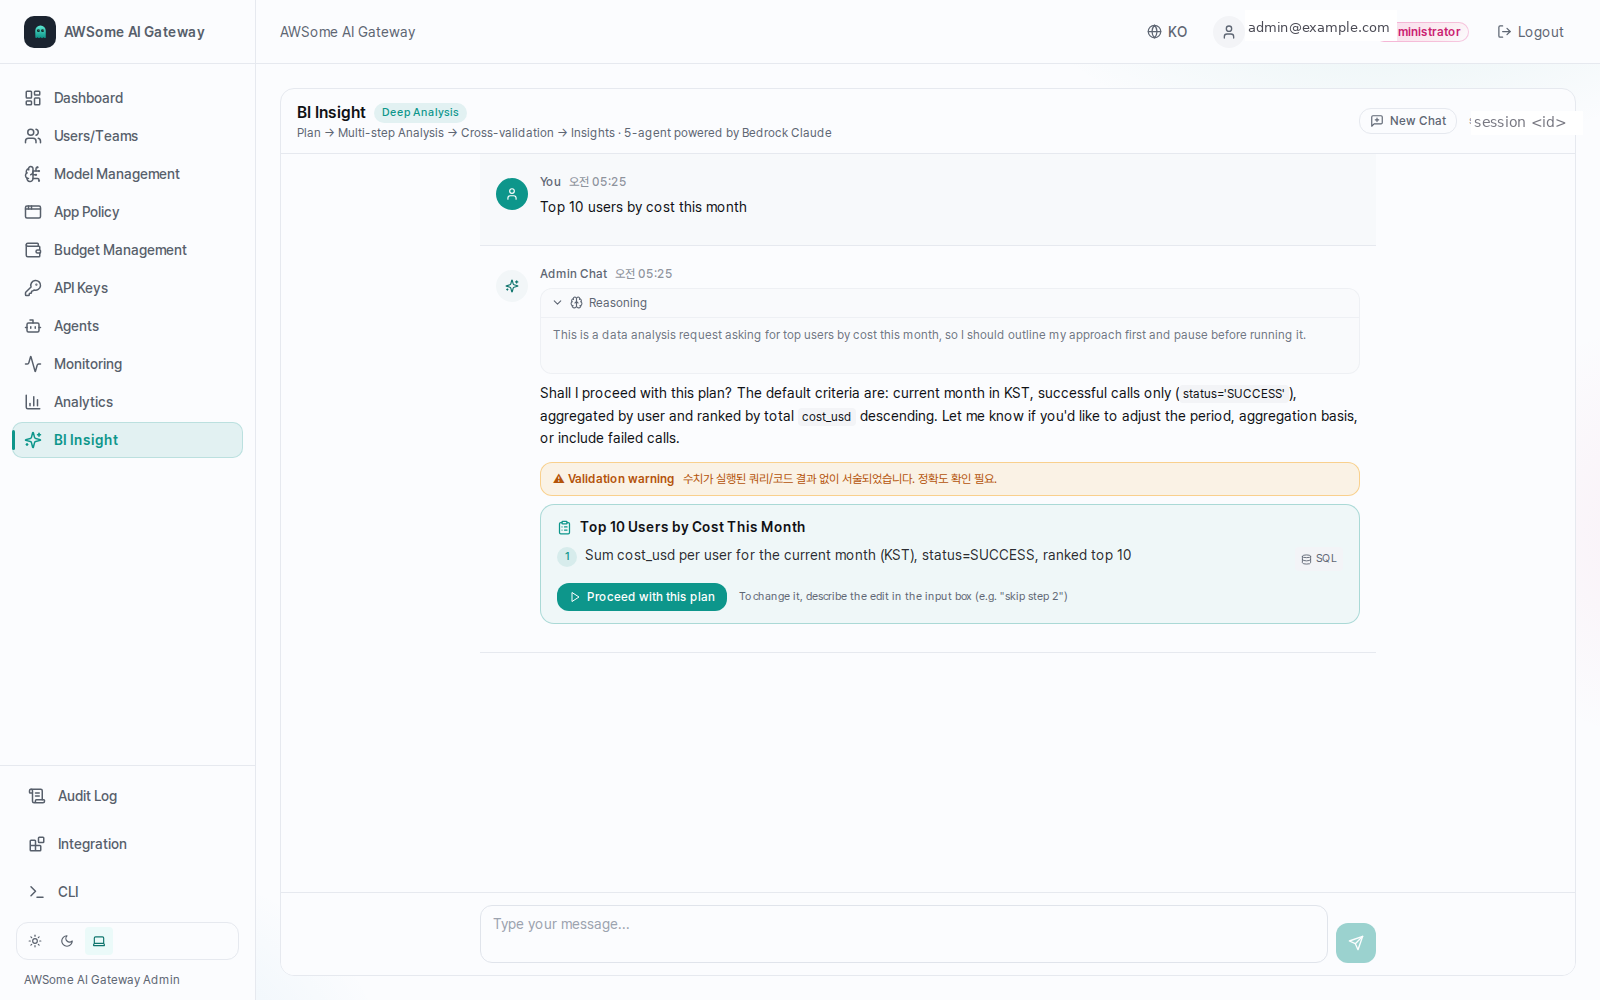 AWSome AI Gateway
AWSome AI Gateway
KO
admin@example.com
ministrator
Logout
Dashboard
Users/Teams
Model Management
App Policy
Budget Management
API Keys
Agents
Monitoring
Analytics
BI Insight
BI Insight
Deep Analysis
Plan → Multi-step Analysis → Cross-validation → Insights · 5-agent powered by Bedrock Claude
New Chat
session <id>
You 오전 05:25
Top 10 users by cost this month
Admin Chat 오전 05:25
Reasoning
This is a data analysis request asking for top users by cost this month, so I should outline my approach first and pause before running it.
Shall I proceed with this plan? The default criteria are: current month in KST, successful calls only ( status='SUCCESS' ),
aggregated by user and ranked by total cost_usd descending. Let me know if you'd like to adjust the period, aggregation basis,
or include failed calls.
Validation warning 수치가 실행된 쿼리/코드 결과 없이 서술되었습니다. 정확도 확인 필요.
Top 10 Users by Cost This Month
1 Sum cost_usd per user for the current month (KST), status=SUCCESS, ranked top 10
SQL
Proceed with this plan
To change it, describe the edit in the input box (e.g. "skip step 2")
Audit Log
Integration
CLI
AWSome AI Gateway Admin
Type your message...